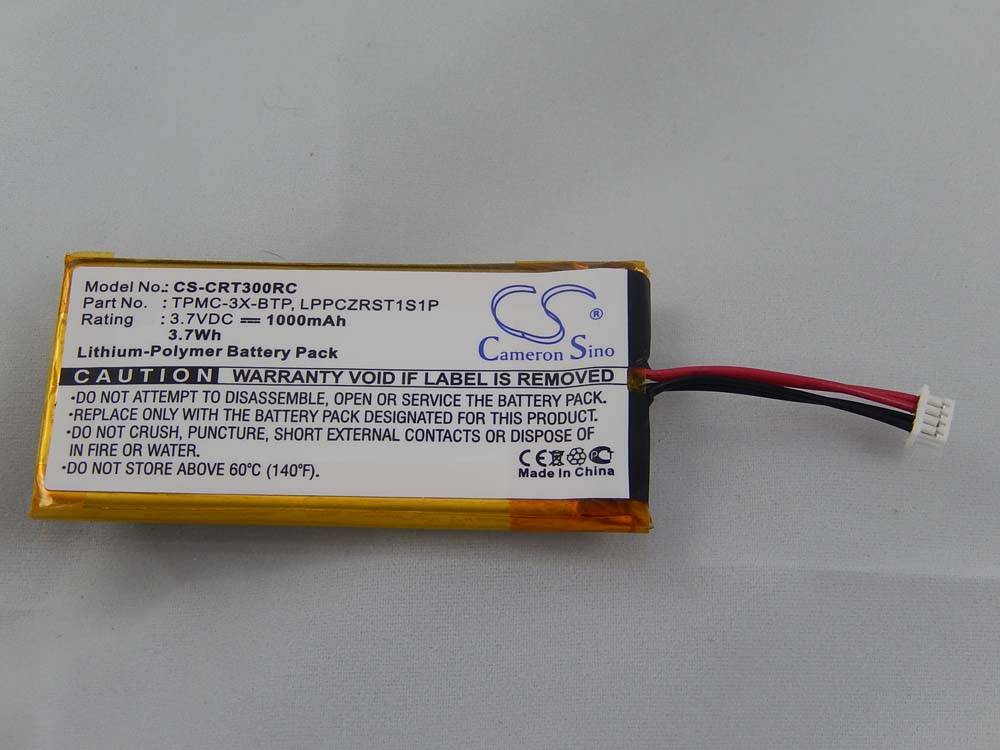 Model No.: CS-CRT300RC
Part No. : TPMC-3X-BTP, LPPCZRST1S1P
Rating : 3.7VDC ⎓ 1000mAh
3.7Wh
Lithium-Polymer Battery Pack
CS®
Cameron Sino
CAUTION WARRANTY VOID IF LABEL IS REMOVED
•DO NOT ATTEMPT TO DISASSEMBLE, OPEN OR SERVICE THE BATTERY PACK.
•DO NOT REPLACE WITH BATTERY PACK DESIGNATED FOR THIS PRODUCT.
•DO NOT CRUSH, PUNCTURE, SHORT EXTERNAL CONTACTS OR DISPOSE OF
IN FIRE OR WATER.
•DO NOT STORE ABOVE 60°C (140°F).
CE
Made In China